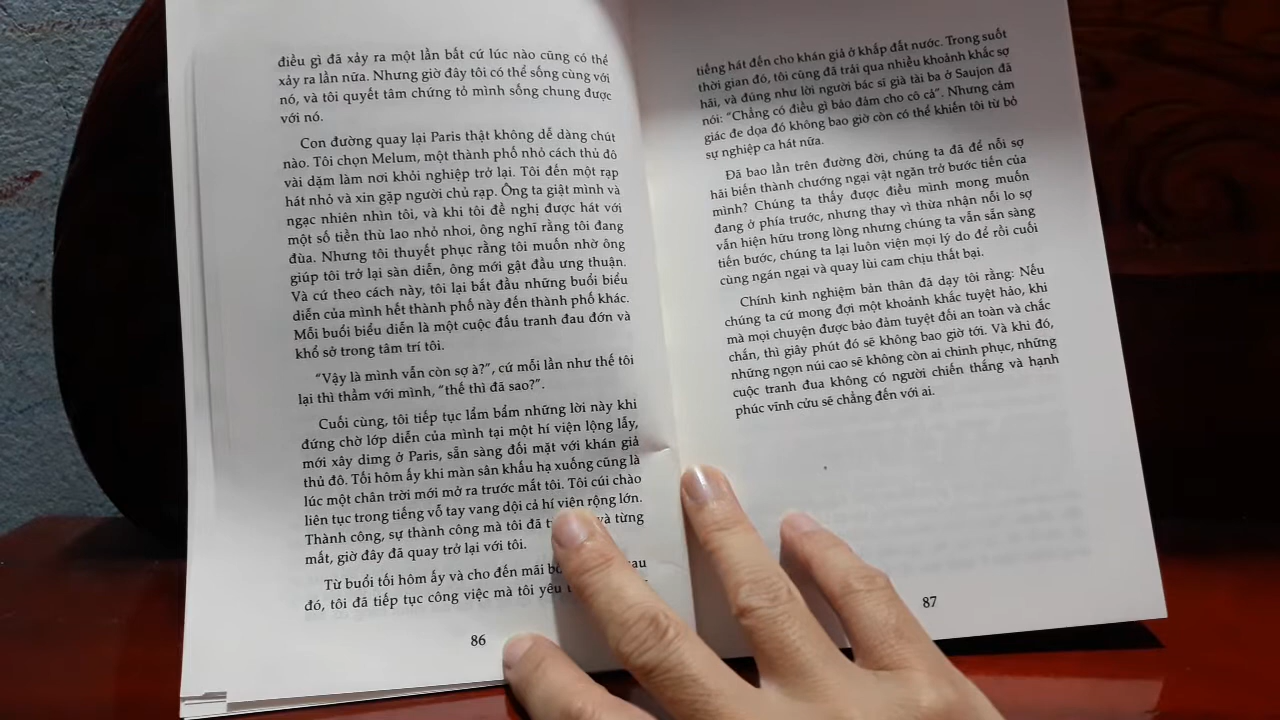 điều gì đã xảy ra một lần bất cứ lúc nào cũng có thể
xảy ra lần nữa. Nhưng giờ đây tôi có thể sống cùng với
nó, và tôi quyết tâm chứng tỏ mình sống chung được
với nó.
Con đường quay lại Paris thật không dễ dàng chút
nào. Tôi chọn Melum, một thành phố nhỏ cách thủ đô
vài dặm làm nơi khởi nghiệp trở lại. Tôi đến một rạp
hát nhỏ và xin gặp người chủ rạp. Ông ta giật mình và
ngạc nhiên nhìn tôi, và khi tôi đề nghị được hát với
một số tiền thù lao nhỏ nhoi, ông nghĩ rằng tôi đang
đùa. Nhưng tôi thuyết phục rằng tôi muốn nhờ ông
giúp tôi trở lại sàn diễn, ông mới gật đầu ưng thuận.
Và cứ theo cách này, tôi lại bắt đầu những buổi biểu
diễn của mình hết thành phố này đến thành phố khác.
Mỗi buổi biểu diễn là một cuộc đấu tranh đau đớn và
khổ sở trong tâm trí tôi.
"Vậy là mình vẫn còn sợ à?", cứ mỗi lần như thế tôi
lại thì thầm với mình, "thế thì đã sao?".
Cuối cùng, tôi tiếp tục lẩm bẩm những lời này khi
đứng chờ lớp diễn của mình tại một hí viện lộng lẫy,
mới xây dimg ở Paris, sẵn sàng đối mặt với khán giả
thủ đô. Tối hôm ấy khi màn sân khấu hạ xuống cũng là
lúc một chân trời mới mở ra trước mắt tôi. Tôi cúi chào
liên tục trong tiếng vỗ tay vang dội cả hí viện rộng lớn.
Thành công, sự thành công mà tôi đã và từng
mất, giờ đây đã quay trở lại với tôi.
Từ buổi tối hôm ấy và cho đến mãi
đó, tôi đã tiếp tục công việc mà tôi yêu
86
tiếng hát đến cho khán giả ở khắp đất nước. Trong suốt
thời gian đó, tôi cũng đã trải qua nhiều khoảnh khắc sợ
hãi, và đúng như lời người bác sĩ già tài ba ở Saujon đã
nói: "Chẳng có điều gì bảo đảm cho cô cả". Nhưng cảm
giác đe dọa đó không bao giờ còn có thể khiến tôi từ bỏ
sự nghiệp ca hát nữa.
Đã bao lần trên đường đời, chúng ta đã để nỗi sợ
hãi biến thành chướng ngại vật ngăn trở bước tiến của
mình? Chúng ta thấy được điều mình mong muốn
đang ở phía trước, nhưng thay vì thừa nhận nỗi lo sợ
vẫn hiện hữu trong lòng nhưng chúng ta vẫn sẵn sàng
tiến bước, chúng ta lại luôn viện mọi lý do để rồi cuối
cùng ngán ngại và quay lùi cam chịu thất bại.
Chính kinh nghiệm bản thân đã dạy tôi rằng: Nếu
chúng ta cứ mong đợi một khoảnh khắc tuyệt hảo, khi
mà mọi chuyện được bảo đảm tuyệt đối an toàn và chắc
chắn, thì giây phút đó sẽ không bao giờ tới. Và khi đó,
những ngọn núi cao sẽ không còn ai chinh phục, những
cuộc tranh đua không có người chiến thắng và hạnh
phúc vĩnh cửu sẽ chẳng đến với ai.
87